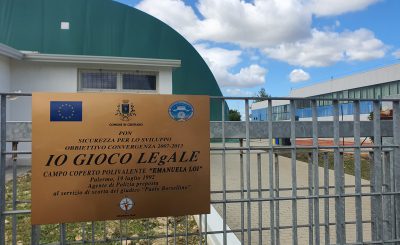 COMUNE DI CERIGNOLA
PON
SICUREZZA PER LO SVILUPPO
OBIETTIVO CONVERGENZA 2007-2013
IO GIOCO LEgALE
CAMPO COPERTO POLIVALENTE "EMANUELA LOI"
Palermo, 19 luglio 1992
Agente di Polizia preposta
al servizio di scorta del giudice "Paolo Borsellino"